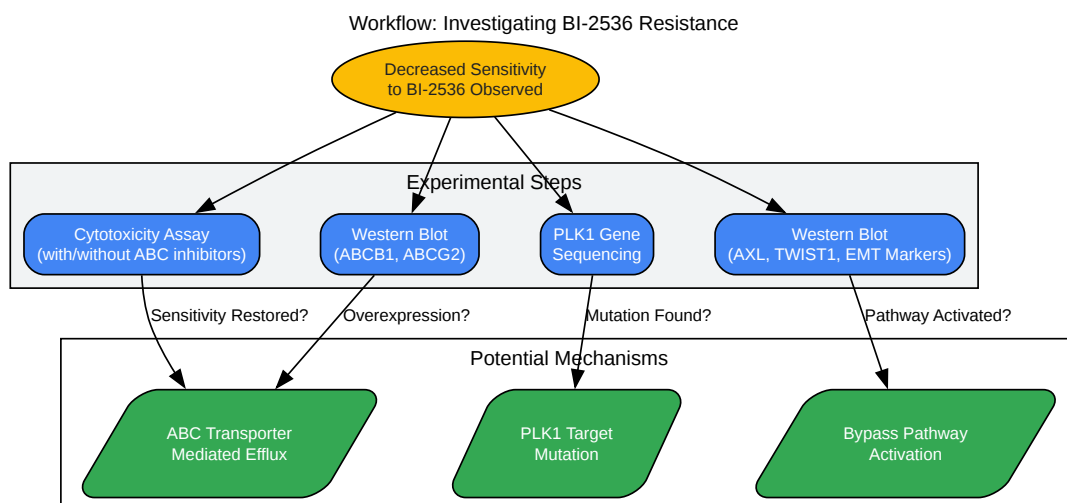 Workflow: Investigating BI-2536 Resistance
Decreased Sensitivity
to BI-2536 Observed
Experimental Steps
Cytotoxicity Assay
(with/without ABC inhibitors)
Western Blot
(ABCB1, ABCG2)
PLK1 Gene
Sequencing
Western Blot
(AXL, TWIST1, EMT Markers)
Sensitivity Restored?
Overexpression?
Mutation Found?
Pathway Activated?
Potential Mechanisms
ABC Transporter
Mediated Efflux
PLK1 Target
Mutation
Bypass Pathway
Activation